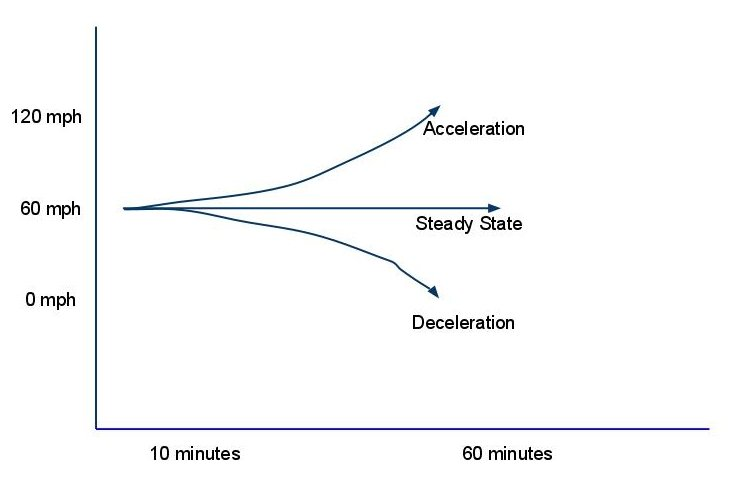 120 mph
Acceleration
60 mph
Steady State
0 mph
Deceleration
10 minutes
60 minutes